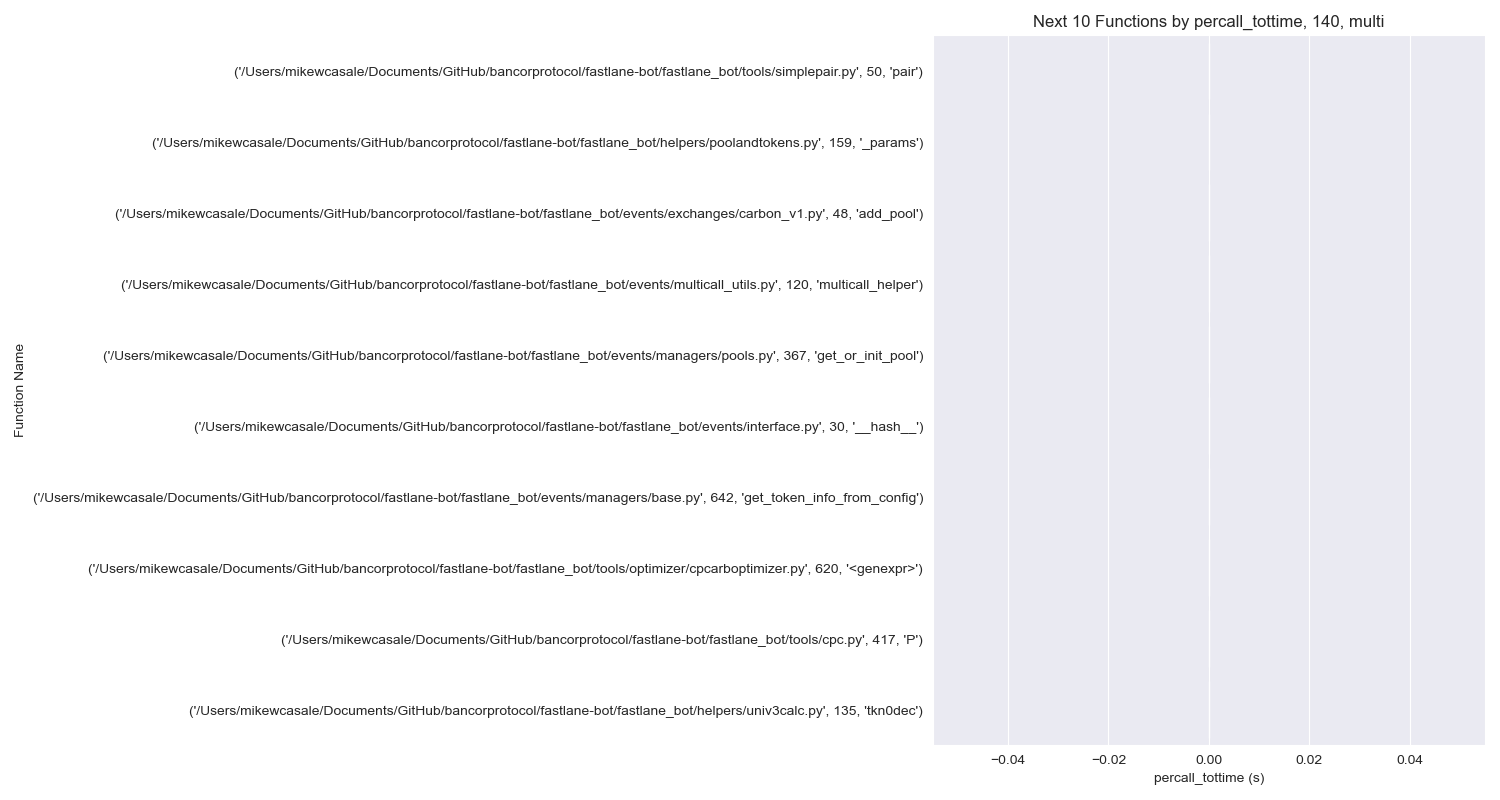 Next 10 Functions by percall_tottime, 140, multi
('/Users/mikewcasale/Documents/GitHub/bancorprotocol/fastlane-bot/fastlane_bot/tools/simplepair.py', 50, 'pair')
('/Users/mikewcasale/Documents/GitHub/bancorprotocol/fastlane-bot/fastlane_bot/helpers/poolandtokens.py', 159, '_params')
('/Users/mikewcasale/Documents/GitHub/bancorprotocol/fastlane-bot/fastlane_bot/events/exchanges/carbon_v1.py', 48, 'add_pool')
('/Users/mikewcasale/Documents/GitHub/bancorprotocol/fastlane-bot/fastlane_bot/events/multicall_utils.py', 120, 'multicall_helper')
('/Users/mikewcasale/Documents/GitHub/bancorprotocol/fastlane-bot/fastlane_bot/events/managers/pools.py', 367, 'get_or_init_pool')
('/Users/mikewcasale/Documents/GitHub/bancorprotocol/fastlane-bot/fastlane_bot/events/interface.py', 30, '__hash__')
('/Users/mikewcasale/Documents/GitHub/bancorprotocol/fastlane-bot/fastlane_bot/events/managers/base.py', 642, 'get_token_info_from_config')
('/Users/mikewcasale/Documents/GitHub/bancorprotocol/fastlane-bot/fastlane_bot/tools/optimizer/cpcarboptimizer.py', 620, '<genexpr>')
('/Users/mikewcasale/Documents/GitHub/bancorprotocol/fastlane-bot/fastlane_bot/tools/cpc.py', 417, 'P')
('/Users/mikewcasale/Documents/GitHub/bancorprotocol/fastlane-bot/fastlane_bot/helpers/univ3calc.py', 135, 'tkn0dec')
Function Name
−0.04 −0.02 0.00 0.02 0.04
percall_tottime (s)